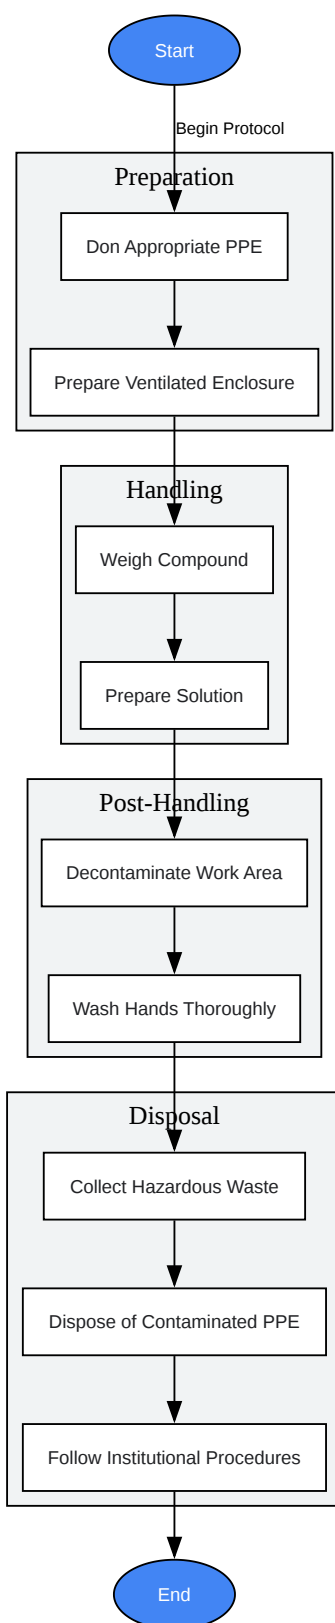 Start
Begin Protocol
Preparation
Don Appropriate PPE
Prepare Ventilated Enclosure
Handling
Weigh Compound
Prepare Solution
Post-Handling
Decontaminate Work Area
Wash Hands Thoroughly
Disposal
Collect Hazardous Waste
Dispose of Contaminated PPE
Follow Institutional Procedures
End